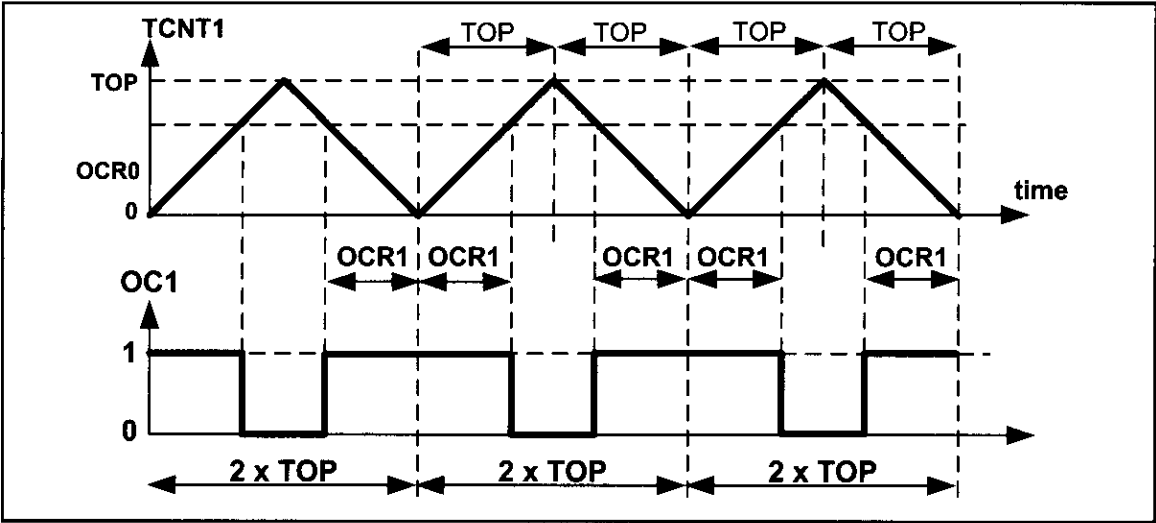 TCNT1
TOP TOP TOP TOP
TOP
OCR0
0
time
OCR1 OCR1 OCR1 OCR1 OCR1
OC1
1
0
2 x TOP 2 x TOP 2 x TOP